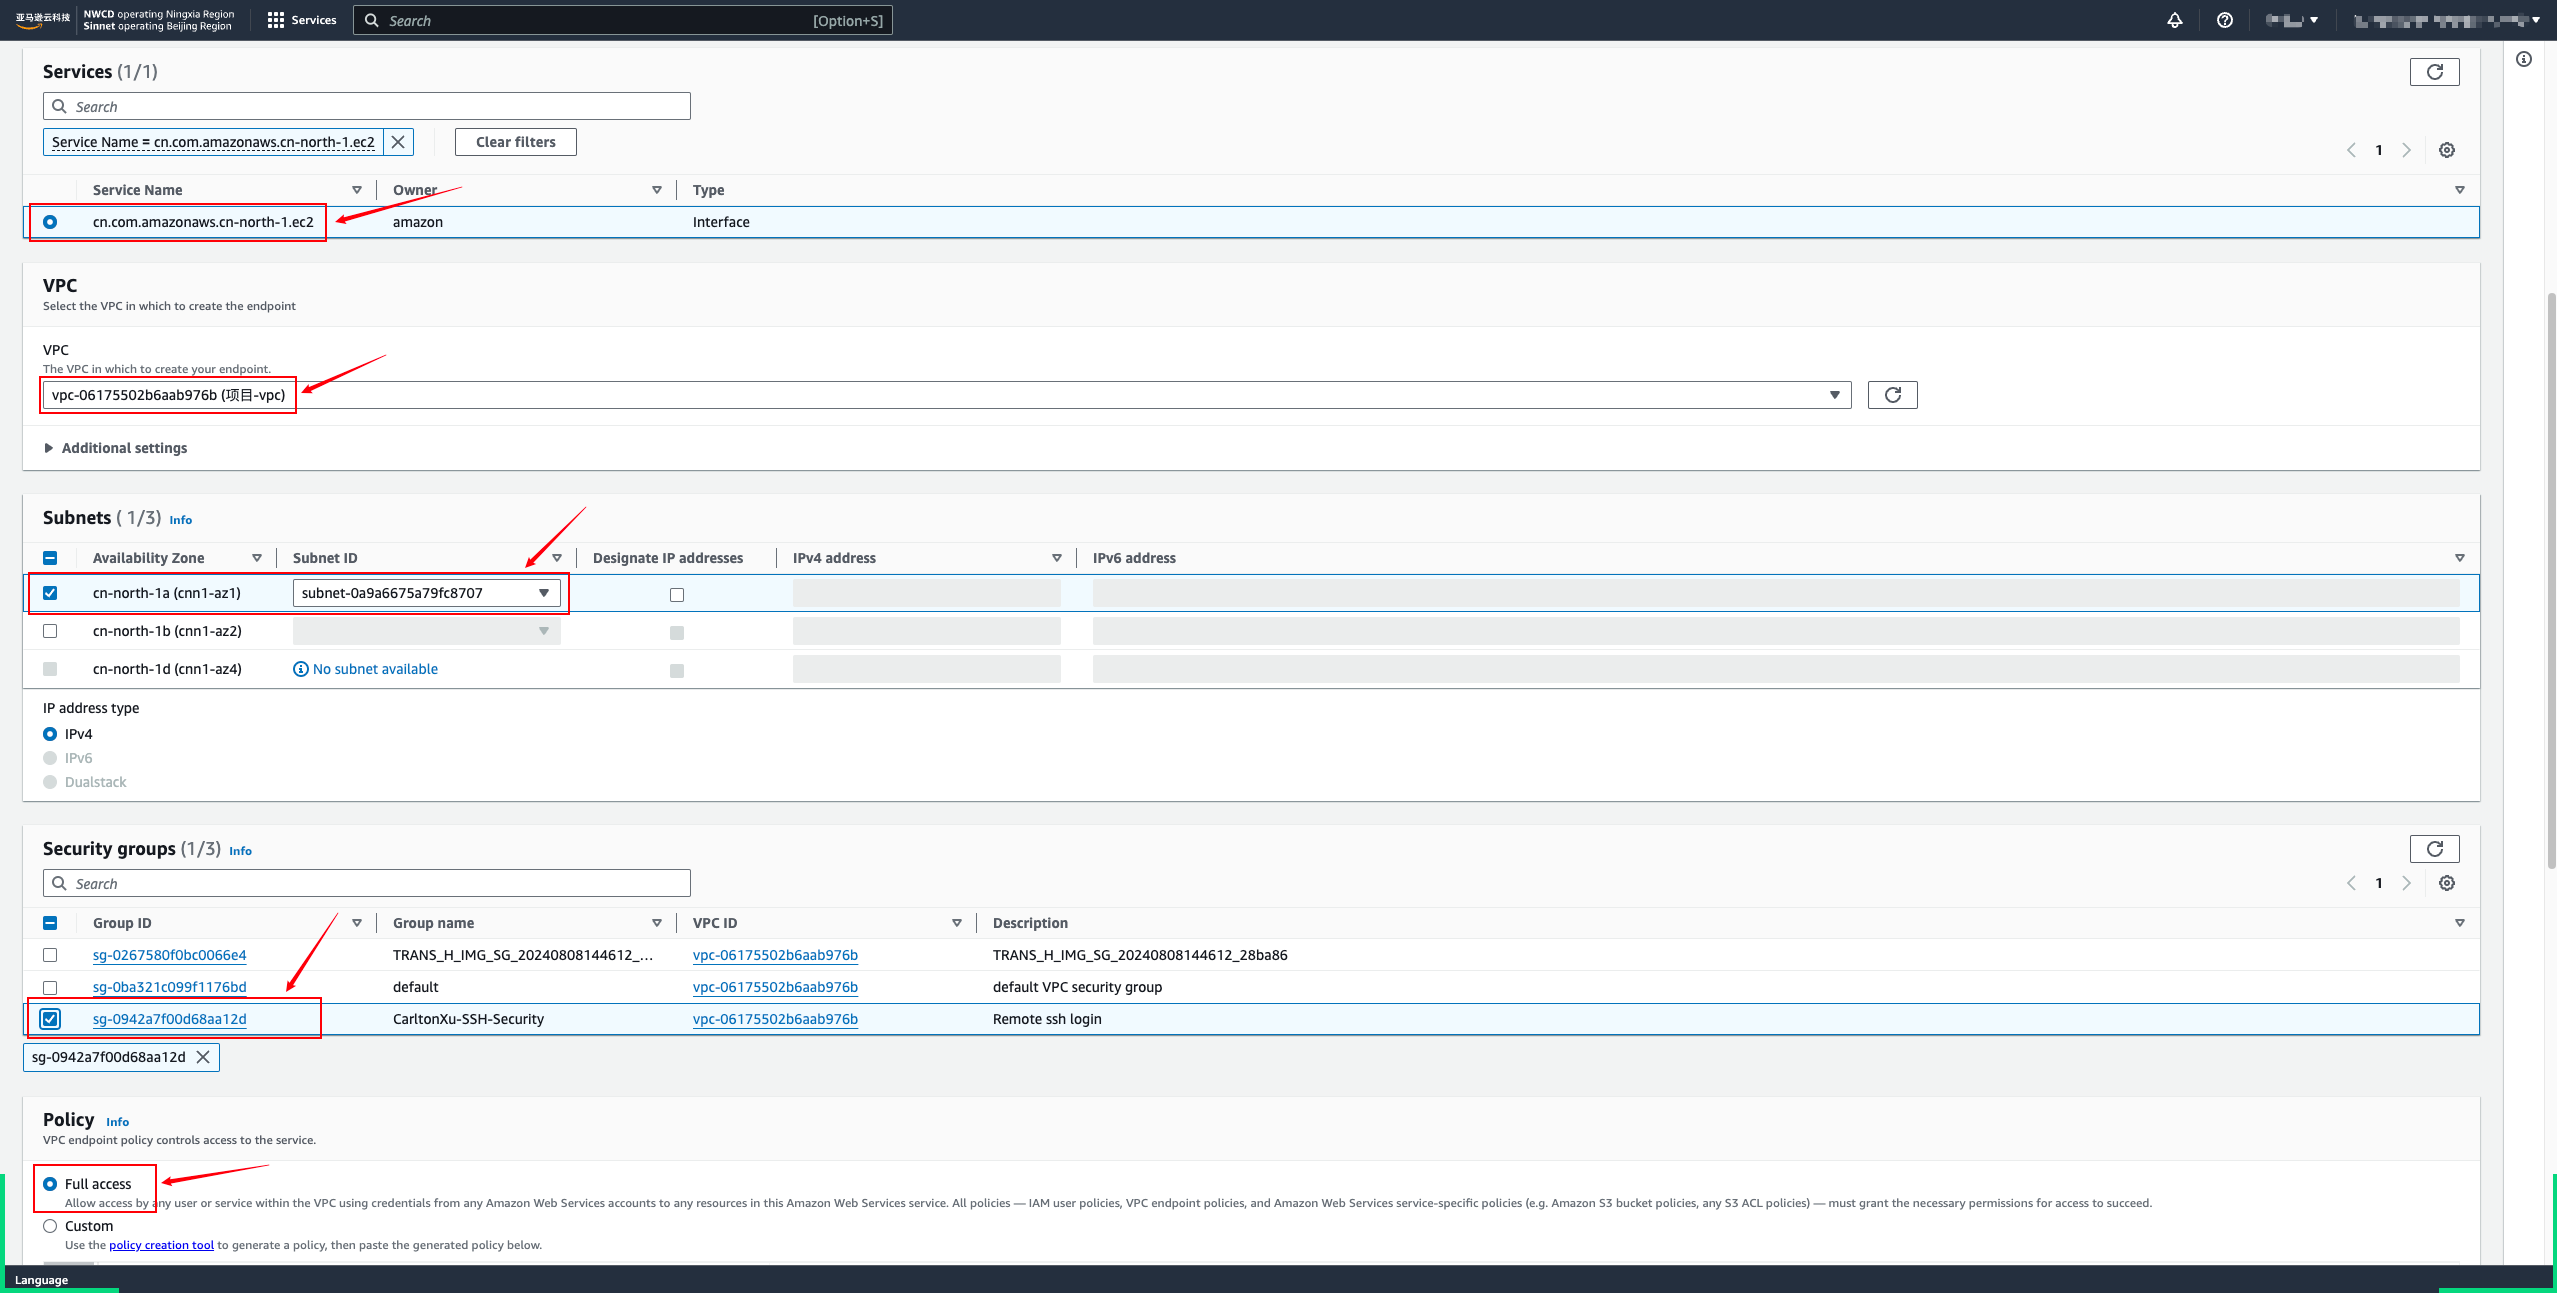 亚马逊云科技
NWCD operating Ningxia Region
Sinnet operating Beijing Region
Services
Search
[Option+S]
Services (1/1)
Search
Service Name = cn.com.amazonaws.cn-north-1.ec2
Clear filters
1
Service Name Owner Type
cn.com.amazonaws.cn-north-1.ec2 amazon Interface
VPC
Select the VPC in which to create the endpoint
VPC
The VPC in which to create your endpoint.
vpc-06175502b6aab976b (项目-vpc)
Additional settings
Subnets ( 1/3) Info
Availability Zone Subnet ID Designate IP addresses IPv4 address IPv6 address
cn-north-1a (cnn1-az1) subnet-0a9a6675a79fc8707
cn-north-1b (cnn1-az2)
cn-north-1d (cnn1-az4) No subnet available
IP address type
IPv4
IPv6
Dualstack
Security groups (1/3) Info
Search
1
Group ID Group name VPC ID Description
sg-0267580f0bc0066e4 TRANS_H_IMG_SG_20240808144612_... vpc-06175502b6aab976b TRANS_H_IMG_SG_20240808144612_28ba86
sg-0ba321c099f1176bd default vpc-06175502b6aab976b default VPC security group
sg-0942a7f00d68aa12d CarltonXu-SSH-Security vpc-06175502b6aab976b Remote ssh login
sg-0942a7f00d68aa12d
Policy Info
VPC endpoint policy controls access to the service.
Full access
Allow access by any user or service within the VPC using credentials from any Amazon Web Services accounts to any resources in this Amazon Web Services service. All policies — IAM user policies, VPC endpoint policies, and Amazon Web Services service-specific policies (e.g. Amazon S3 bucket policies, any S3 ACL policies) — must grant the necessary permissions for access to succeed.
Custom
Use the policy creation tool to generate a policy, then paste the generated policy below.
Language